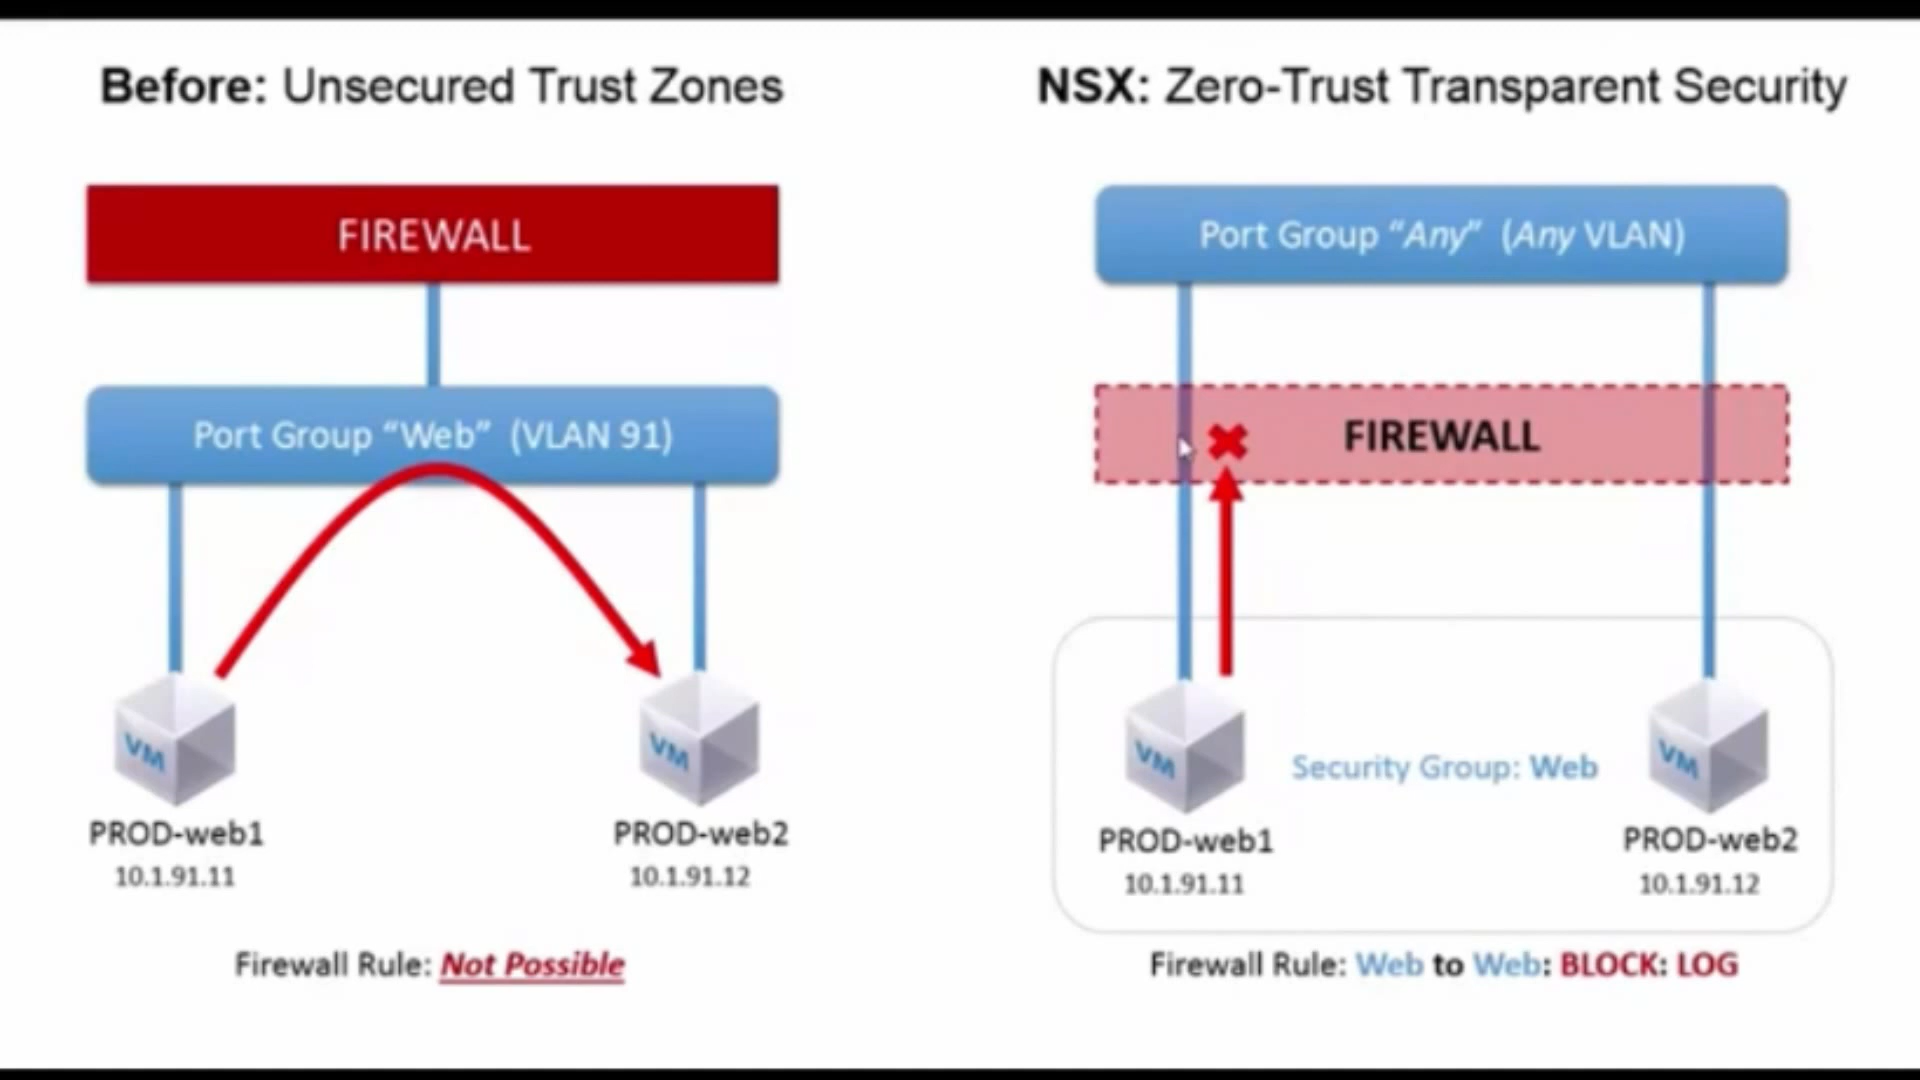 Before: Unsecured Trust Zones
FIREWALL
Port Group “Web” (VLAN 91)
VM
VM
PROD-web1
10.1.91.11
PROD-web2
10.1.91.12
Firewall Rule: Not Possible
NSX: Zero-Trust Transparent Security
Port Group “Any” (Any VLAN)
FIREWALL
VM
Security Group: Web
VM
PROD-web1
10.1.91.11
PROD-web2
10.1.91.12
Firewall Rule: Web to Web: BLOCK: LOG